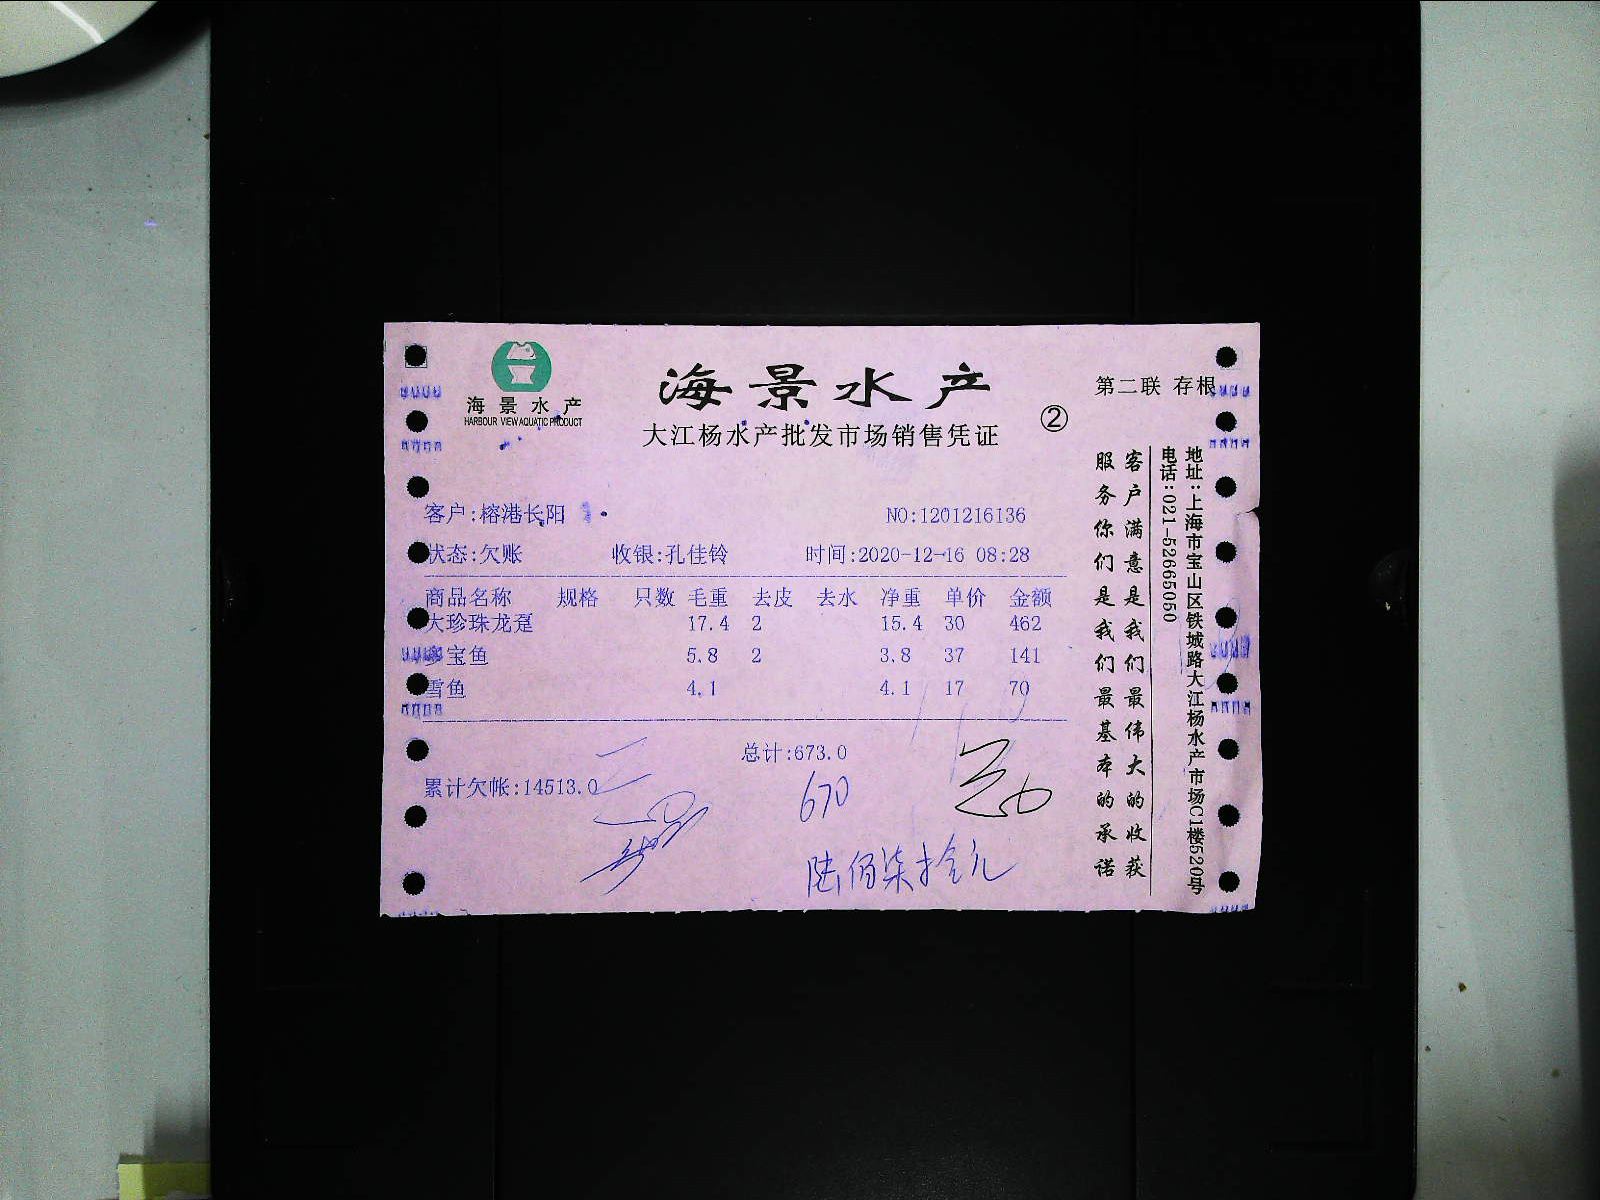 海景水产
HARBOUR VIEW AQUATIC PRODUCT
海景水产
大江杨水产批发市场销售凭证
②
第二联 存根
客户:榕港长阳
NO:1201216136
状态:欠账 收银:孔佳铃 时间:2020-12-16 08:28
商品名称 规格 只数 毛重 去皮 去水 净重 单价 金额
大珍珠龙趸 17.4 2 15.4 30 462
多宝鱼 5.8 2 3.8 37 141
雪鱼 4.1 4.1 17 70
总计:673.0
累计欠帐:14513.0
670
陆佰柒拾元
客户满意是我们最伟大的收获
服务你们是我们最基本的承诺
地址:上海市宝山区铁城路大江杨水产市场C1楼520号
电话:021-52665050